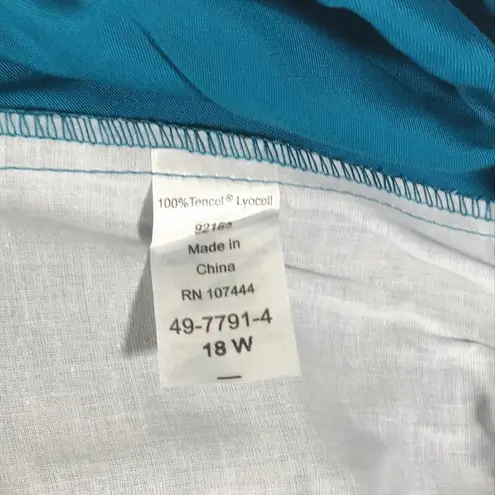 100% Tencel® Lyocell
Made in
China
RN 107444
49-7791-4
18 W